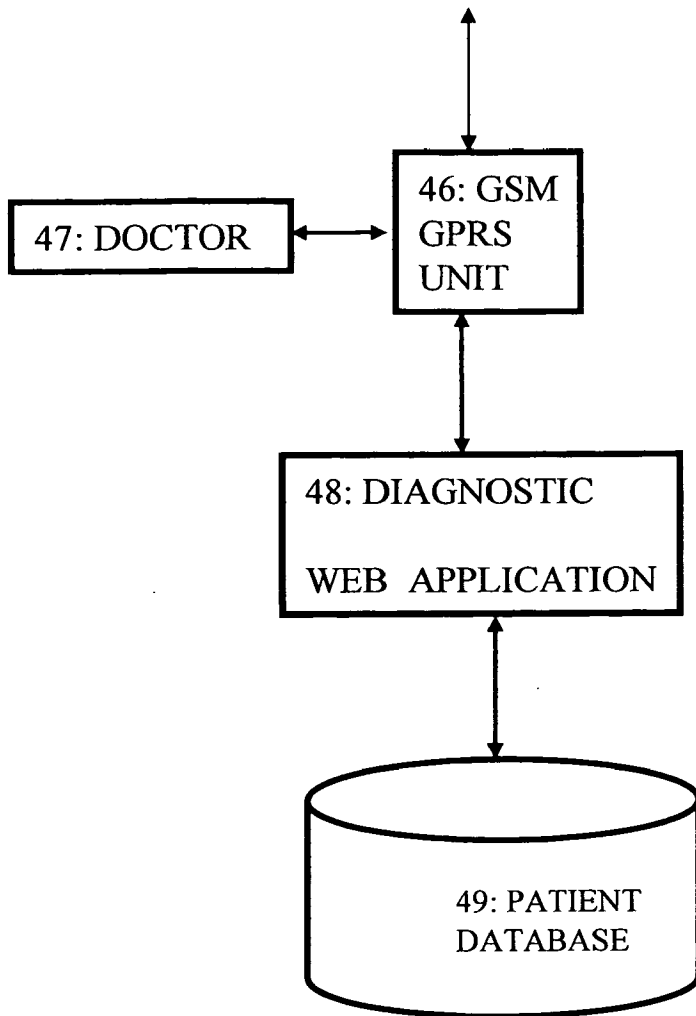 46: GSM
GPRS
UNIT
47: DOCTOR
48: DIAGNOSTIC
WEB APPLICATION
49: PATIENT
DATABASE